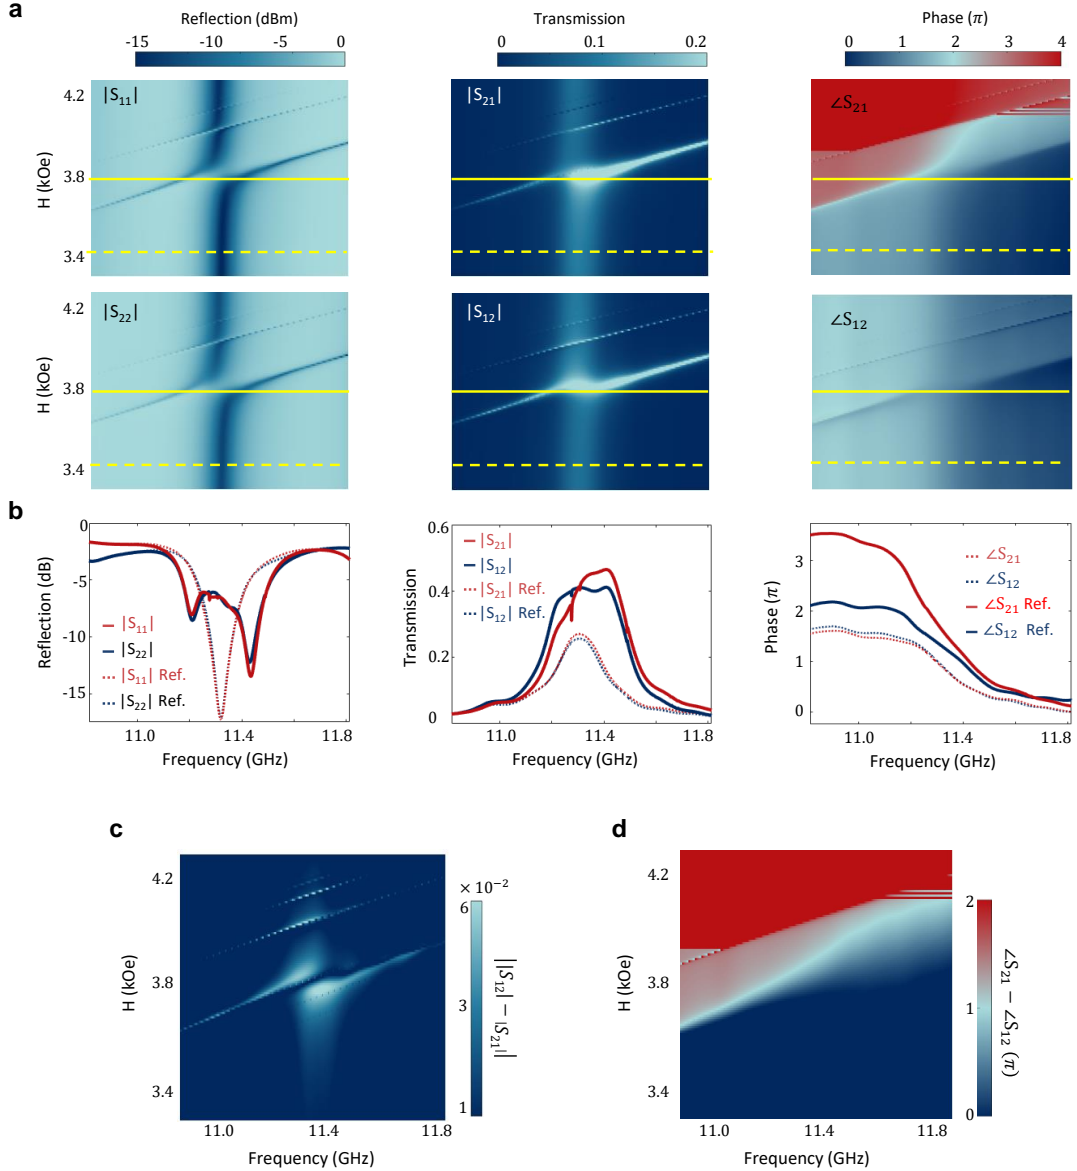 a
Reflection (dBm)
-15 -10 -5 0
Transmission
0 0.1 0.2
Phase (π)
0 1 2 3 4
H (kOe)
4.2
3.8
3.4
|S11|
|S21|
∠S21
H (kOe)
4.2
3.8
3.4
|S22|
|S12|
∠S12
b
Reflection (dB)
0
-5
-10
-15
|S11|
|S22|
|S11| Ref.
|S22| Ref.
11.0 11.4 11.8
Frequency (GHz)
Transmission
0.6
0.4
0.2
0
|S21|
|S12|
|S21| Ref.
|S12| Ref.
11.0 11.4 11.8
Frequency (GHz)
Phase (π)
3
2
1
0
∠S21
∠S12
∠S21 Ref.
∠S12 Ref.
11.0 11.4 11.8
Frequency (GHz)
c
H (kOe)
4.2
3.8
3.4
11.0 11.4 11.8
Frequency (GHz)
× 10−2
6
3
1
||S12| − |S21||
d
H (kOe)
4.2
3.8
3.4
11.0 11.4 11.8
Frequency (GHz)
2
1
0
∠S21 − ∠S12 (π)